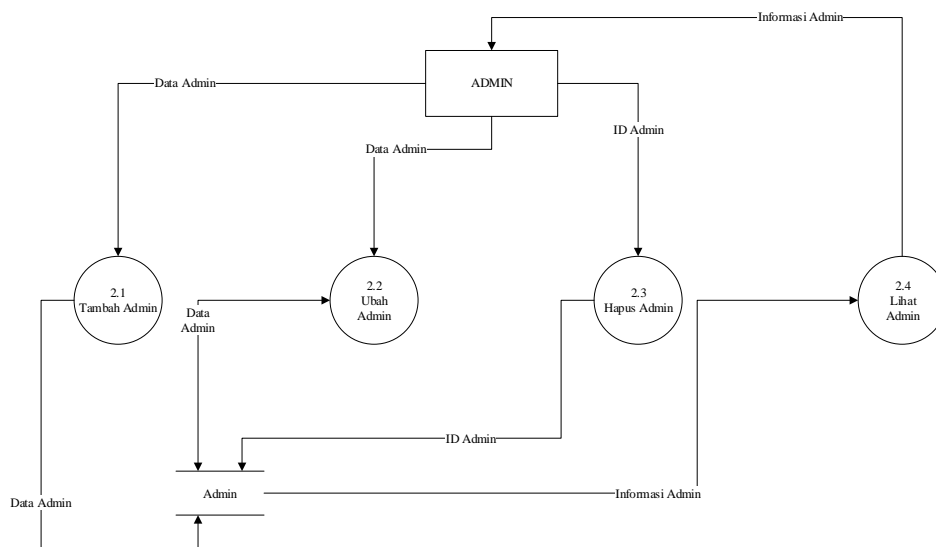 Informasi Admin
ADMIN
Data Admin
ID Admin
Data Admin
2.1
Tambah Admin
2.2
Ubah
Admin
2.3
Hapus Admin
2.4
Lihat
Admin
Data
Admin
ID Admin
Admin
Informasi Admin
Data Admin